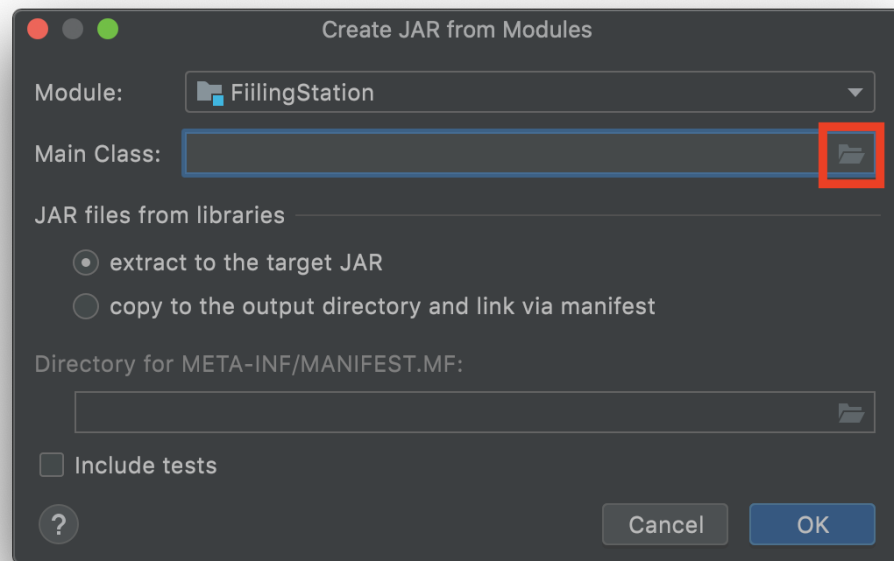 Create JAR from Modules
Module: FiilingStation
Main Class:
JAR files from libraries
extract to the target JAR
copy to the output directory and link via manifest
Directory for META-INF/MANIFEST.MF:
Include tests
? Cancel OK